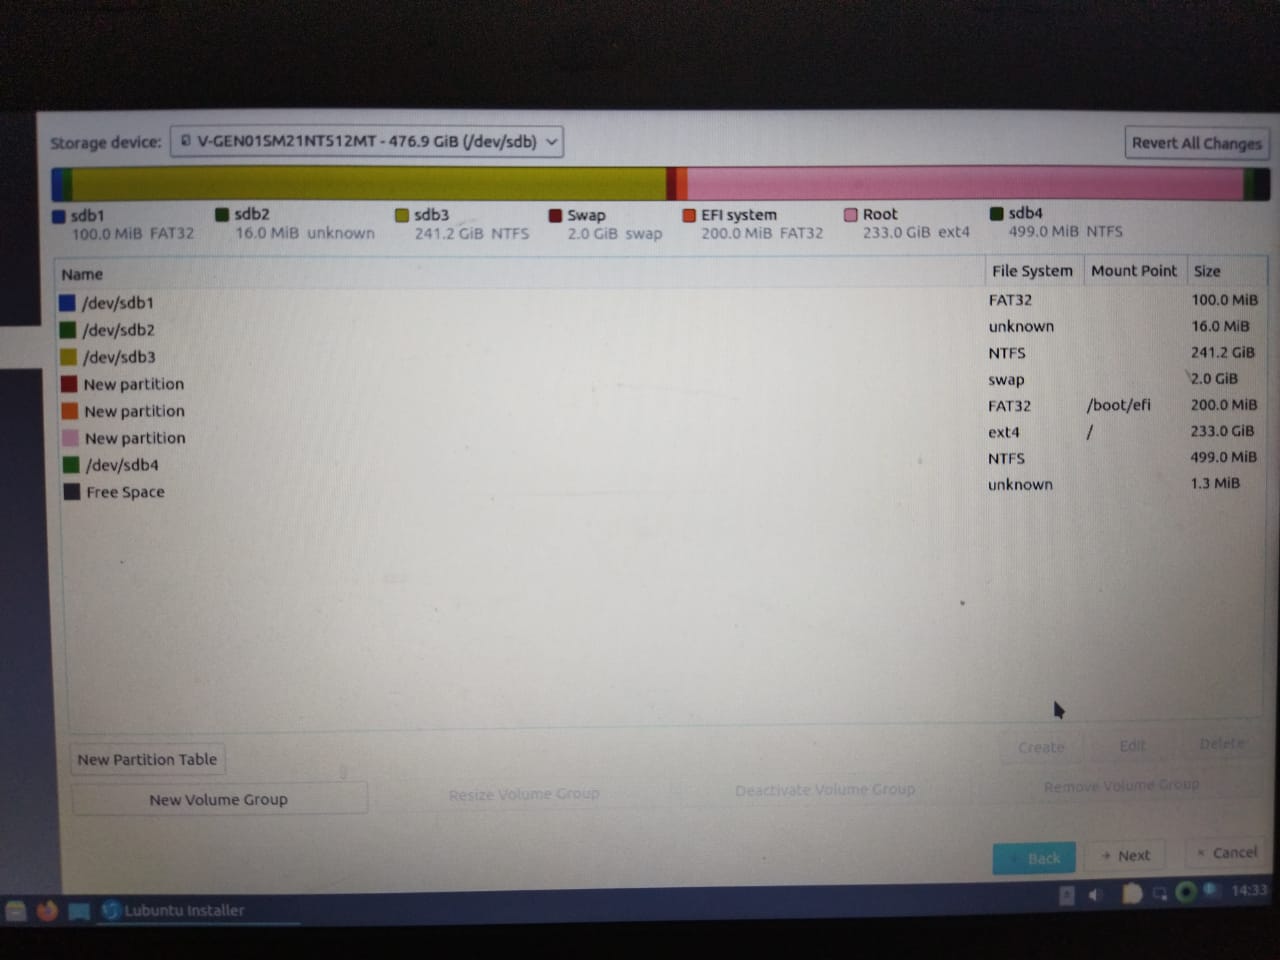 Storage device: V-GEN01SM21NT512MT - 476.9 GiB (/dev/sdb) Revert All Changes
sdb1 sdb2 sdb3 Swap EFI system Root sdb4
100.0 MiB FAT32 16.0 MiB unknown 241.2 GiB NTFS 2.0 GiB swap 200.0 MiB FAT32 233.0 GiB ext4 499.0 MiB NTFS
Name File System Mount Point Size
/dev/sdb1 FAT32 100.0 MiB
/dev/sdb2 unknown 16.0 MiB
/dev/sdb3 NTFS 241.2 GiB
New partition swap 2.0 GiB
New partition FAT32 /boot/efi 200.0 MiB
New partition ext4 / 233.0 GiB
/dev/sdb4 NTFS 499.0 MiB
Free Space unknown 1.3 MiB
New Partition Table Create Edit Delete
New Volume Group Resize Volume Group Deactivate Volume Group Remove Volume Group
Back Next Cancel
Lubuntu Installer 14:33